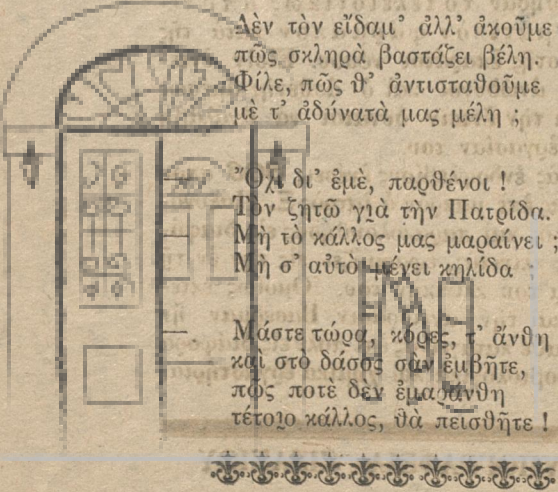 Δὲν τὸν εἴδαμ’ ἀλλ’ ἀκοῦμε
πῶς σκληρὰ βαστάζει βέλη.
Φίλε, πῶς θ’ ἀντισταθοῦμε
μὲ τ’ ἀδύνατὰ μας μέλη ;
Ὄχι δι’ ἐμὲ, παρθένοι !
Τὸν ζητῶ γιὰ τὴν Πατρίδα.
Μὴ τὸ κάλλος μας μαραίνει ;
Μὴ σ’ αὐτὸ μένει κηλίδα ;
Μάστε τώρα, κόρες, τ’ ἄνθη
καὶ στὸ δάσος σὰν ἐμβῆτε,
πῶς ποτὲ δὲν ἐμαράνθη
τέτοιο κάλλος, θὰ πεισθῆτε !